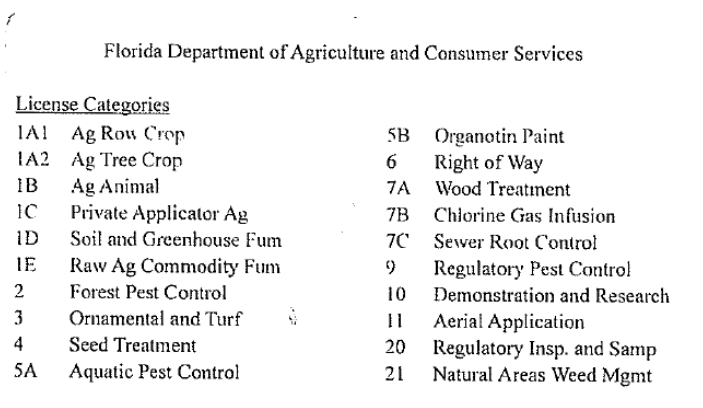 Florida Department of Agriculture and Consumer Services
License Categories
1A1 Ag Row Crop
1A2 Ag Tree Crop
1B Ag Animal
1C Private Applicator Ag
1D Soil and Greenhouse Fum
1E Raw Ag Commodity Fum
2 Forest Pest Control
3 Ornamental and Turf
4 Seed Treatment
5A Aquatic Pest Control
5B Organotin Paint
6 Right of Way
7A Wood Treatment
7B Chlorine Gas Infusion
7C Sewer Root Control
9 Regulatory Pest Control
10 Demonstration and Research
11 Aerial Application
20 Regulatory Insp. and Samp
21 Natural Areas Weed Mgmt